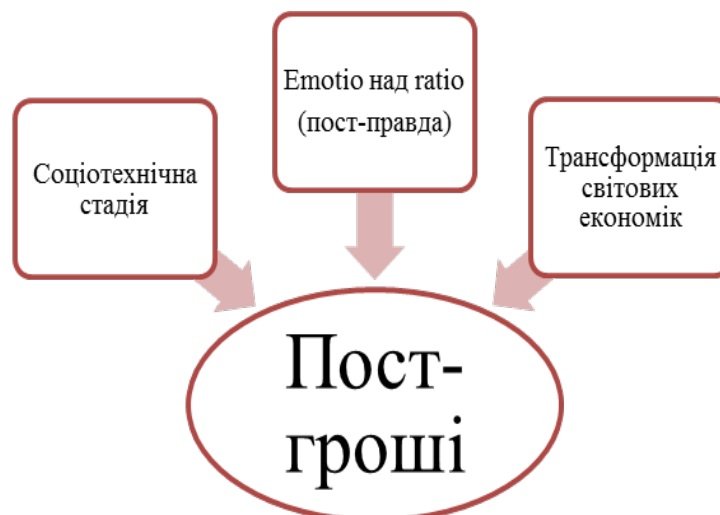 Соціотехнічна
стадія
Emotio над ratio
(пост-правда)
Трансформація
світових
економік
Пост-
гроші